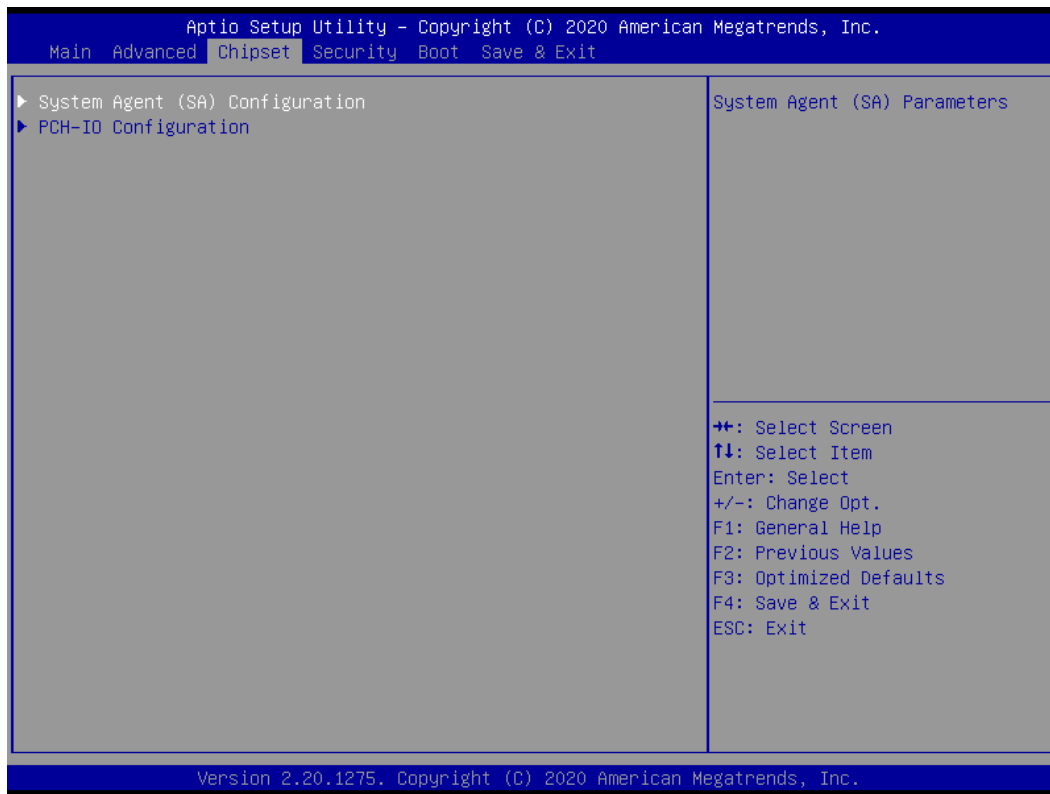 Aptio Setup Utility – Copyright (C) 2020 American Megatrends, Inc.
Main Advanced Chipset Security Boot Save & Exit
▶ System Agent (SA) Configuration
▶ PCH-IO Configuration
System Agent (SA) Parameters
→←: Select Screen
↑↓: Select Item
Enter: Select
+/-: Change Opt.
F1: General Help
F2: Previous Values
F3: Optimized Defaults
F4: Save & Exit
ESC: Exit
Version 2.20.1275. Copyright (C) 2020 American Megatrends, Inc.